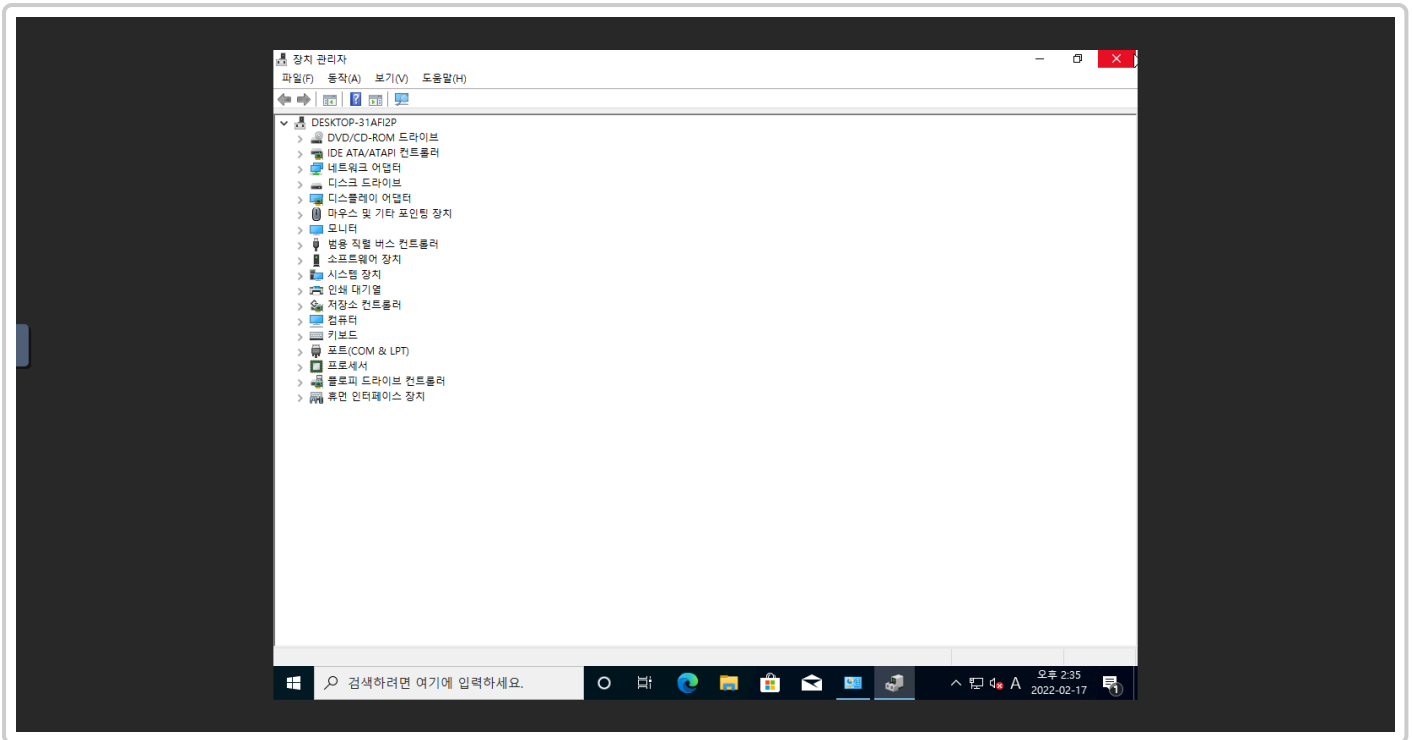 장치 관리자
파일(F) 동작(A) 보기(V) 도움말(H)
DESKTOP-31AFI2P
DVD/CD-ROM 드라이브
IDE ATA/ATAPI 컨트롤러
네트워크 어댑터
디스크 드라이브
디스플레이 어댑터
마우스 및 기타 포인팅 장치
모니터
범용 직렬 버스 컨트롤러
소프트웨어 장치
시스템 장치
인쇄 대기열
저장소 컨트롤러
컴퓨터
키보드
포트(COM & LPT)
프로세서
플로피 드라이브 컨트롤러
휴먼 인터페이스 장치
검색하려면 여기에 입력하세요.
A
오후 2:35
2022-02-17
1